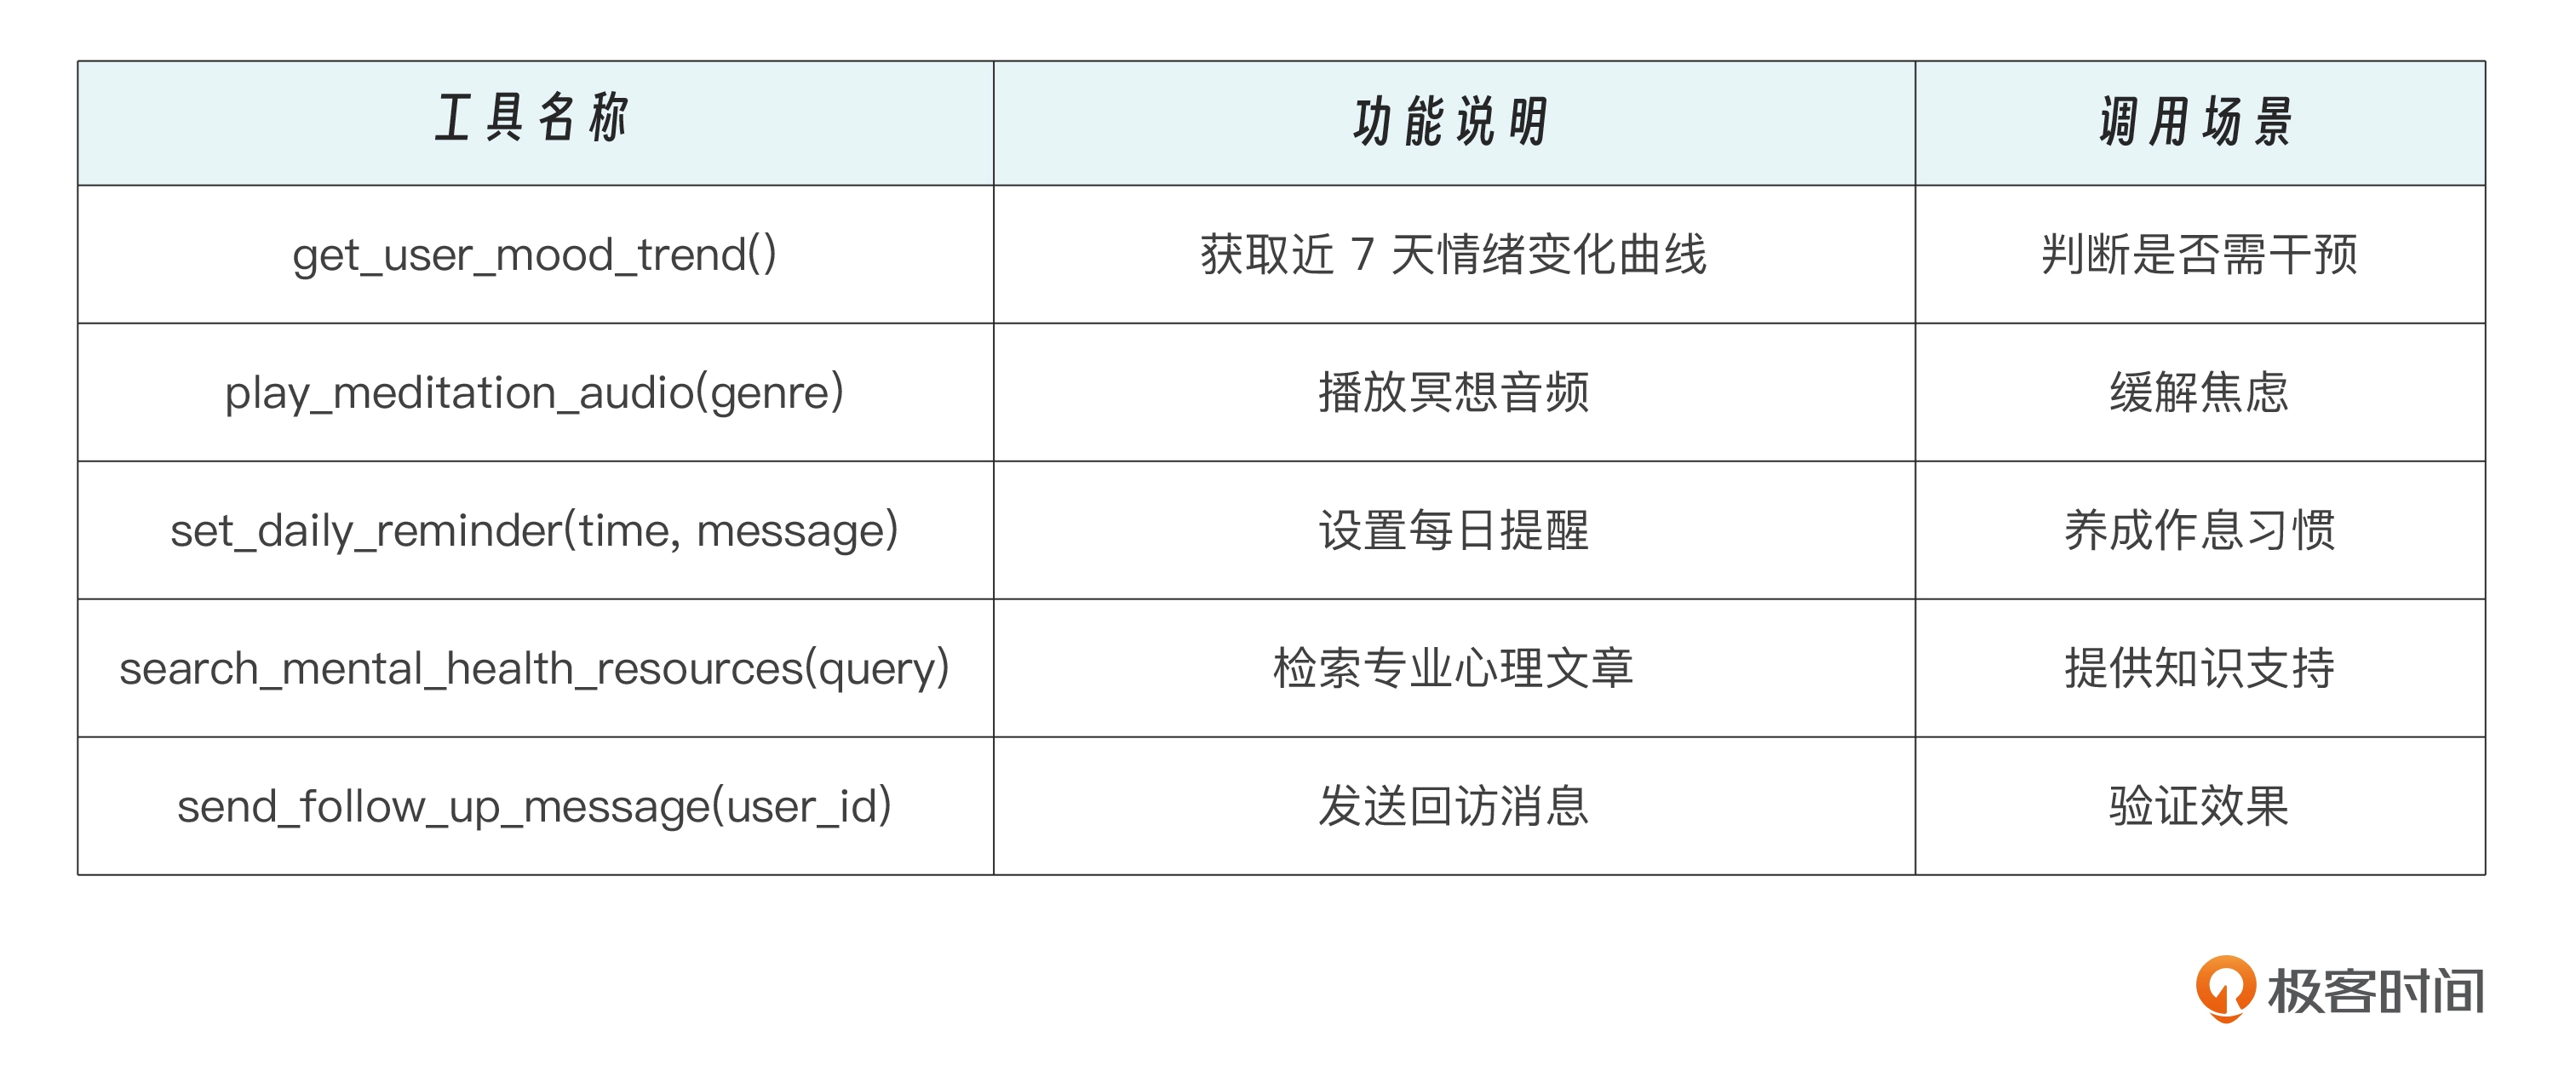 工具名称 功能说明 调用场景
get_user_mood_trend() 获取近 7 天情绪变化曲线 判断是否需干预
play_meditation_audio(genre) 播放冥想音频 缓解焦虑
set_daily_reminder(time, message) 设置每日提醒 养成作息习惯
search_mental_health_resources(query) 检索专业心理文章 提供知识支持
send_follow_up_message(user_id) 发送回访消息 验证效果
极客时间